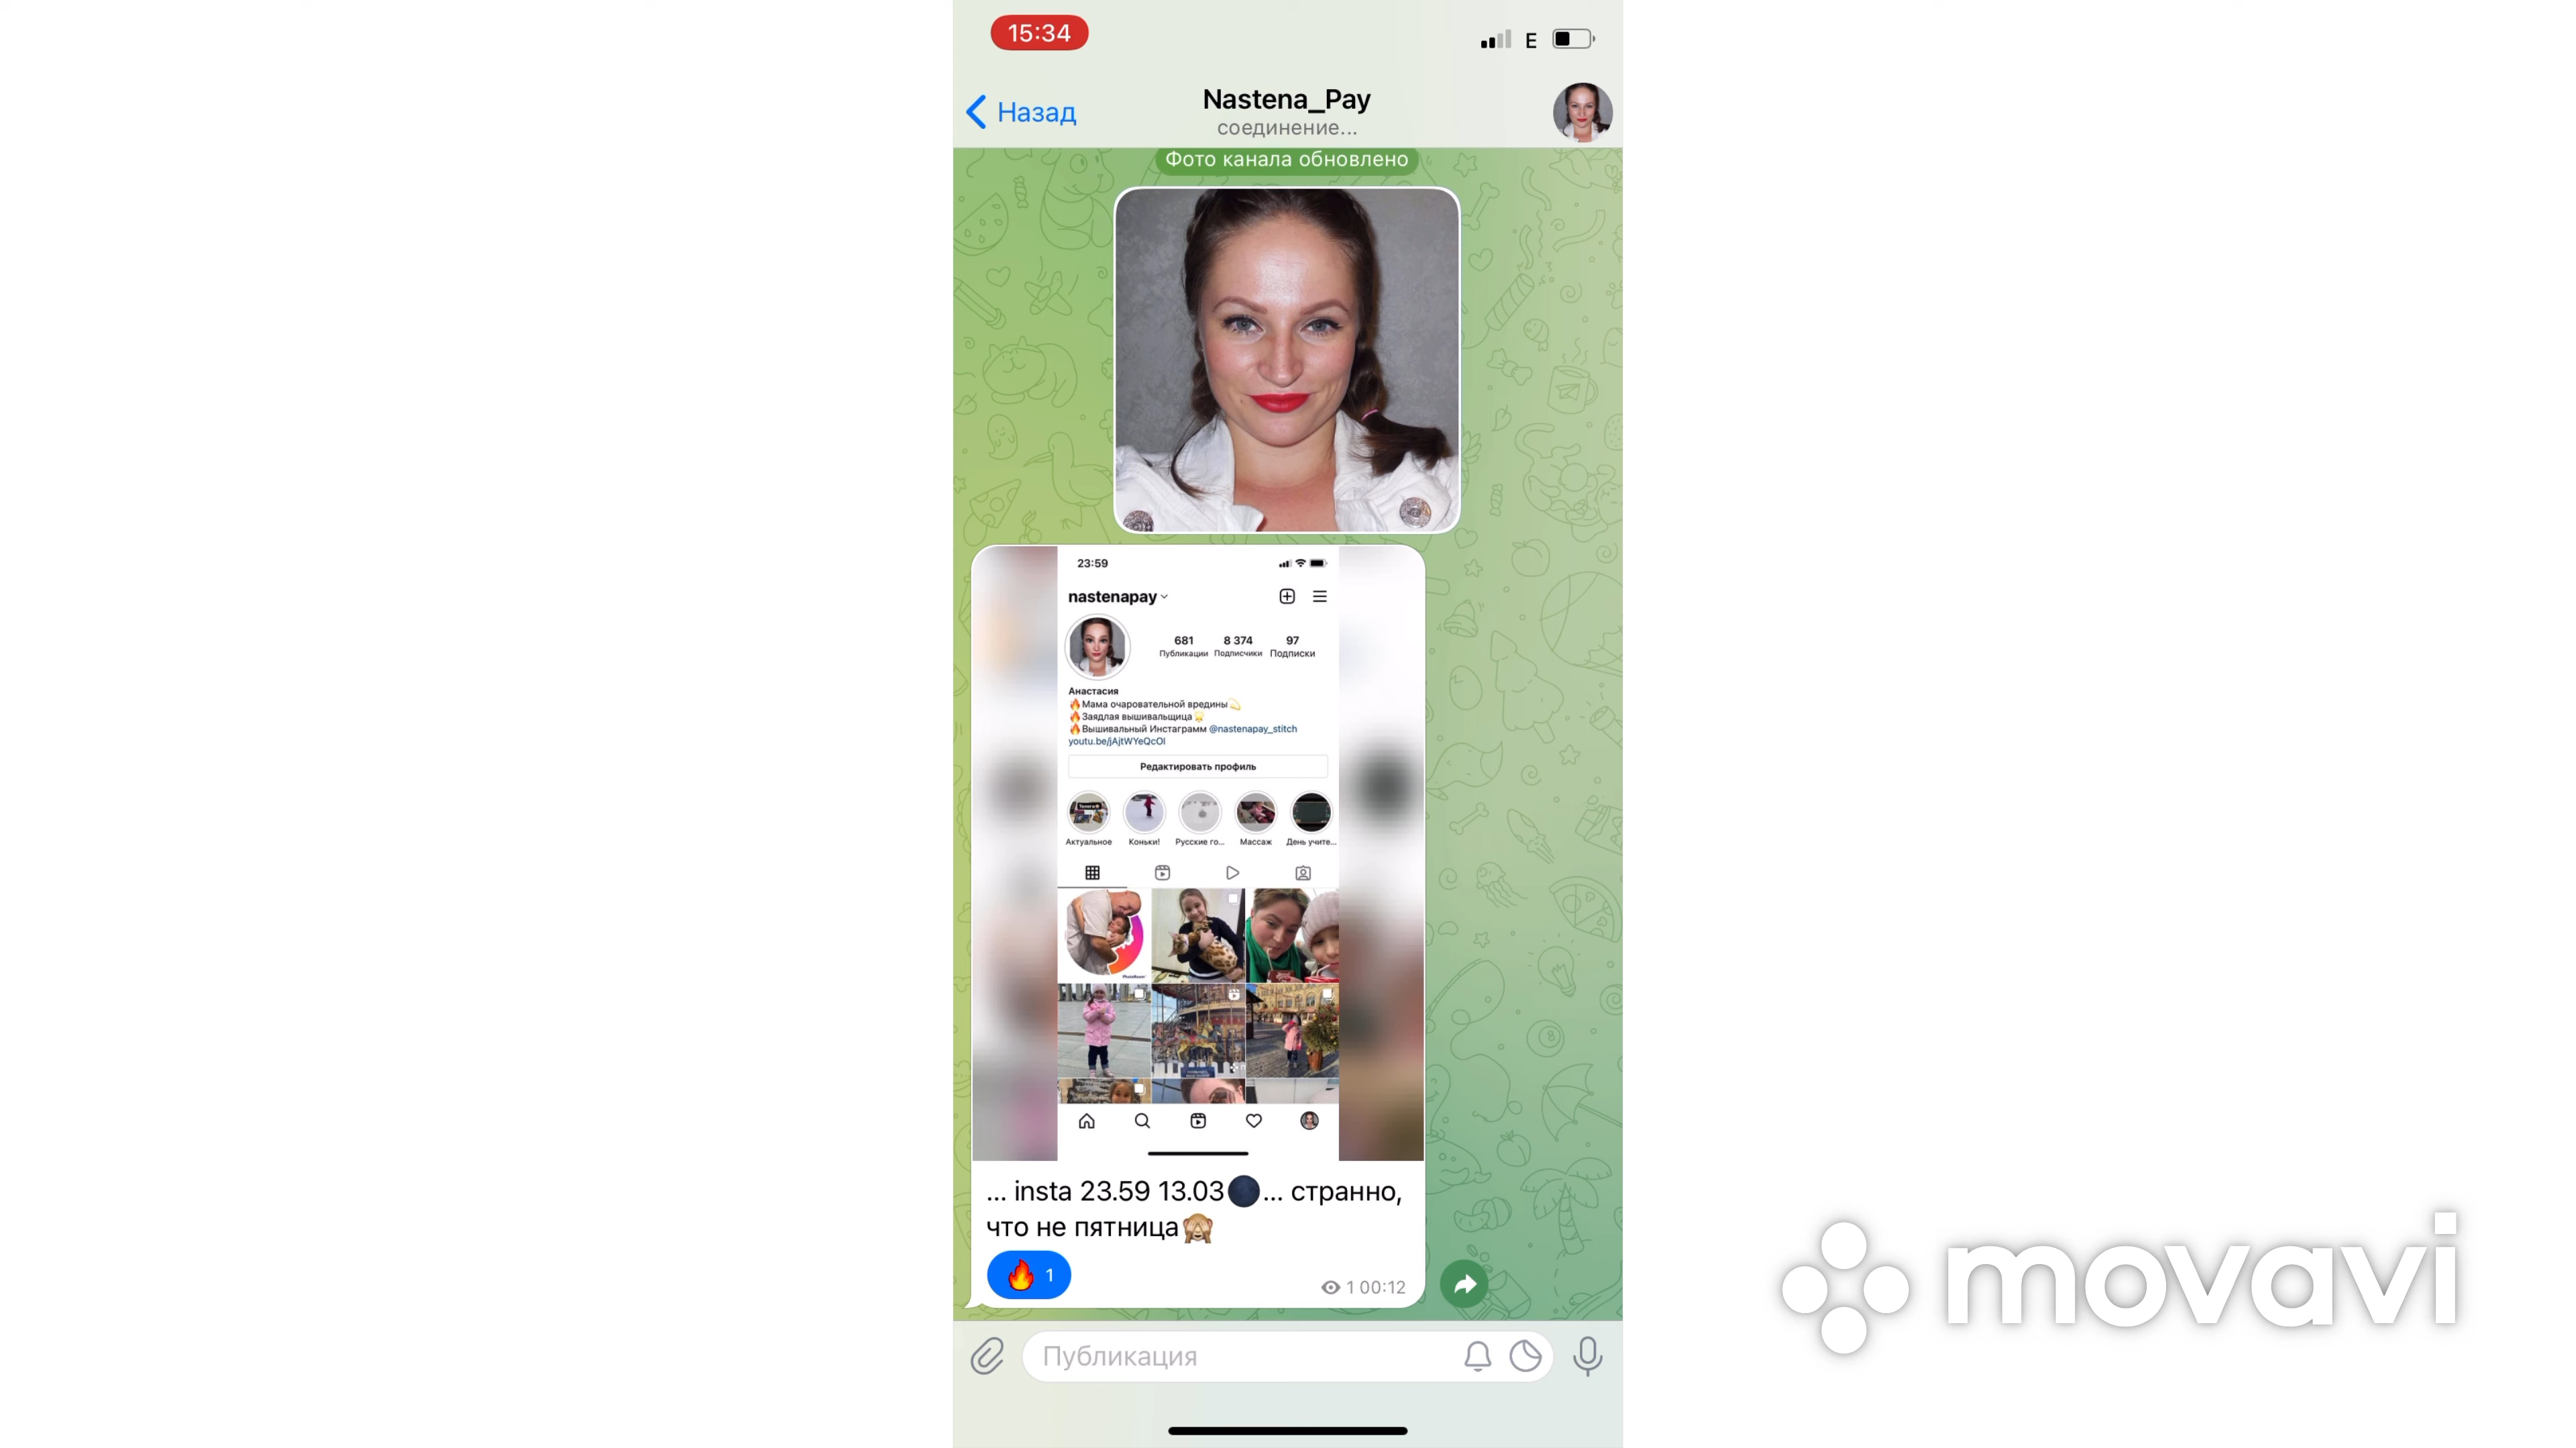 15:34
E
Назад
Nastena_Pay
соединение...
Фото канала обновлено
23:59
nastenapay
681 8 374 97
Публикации Подписчики Подписки
Анастасия
🔥Мама очаровательной вредины💫
🔥Заядлая вышивальщица
🔥Вышивальный Инстаграмм @nastenapay_stitch
youtu.be/jAjtWYeQcOI
Редактировать профиль
Актуальное Коньки! Русские го... Массаж День учите...
... insta 23.59 13.03🌑... странно,
что не пятница🙈
🔥 1
1 00:12
Публикация
movavi